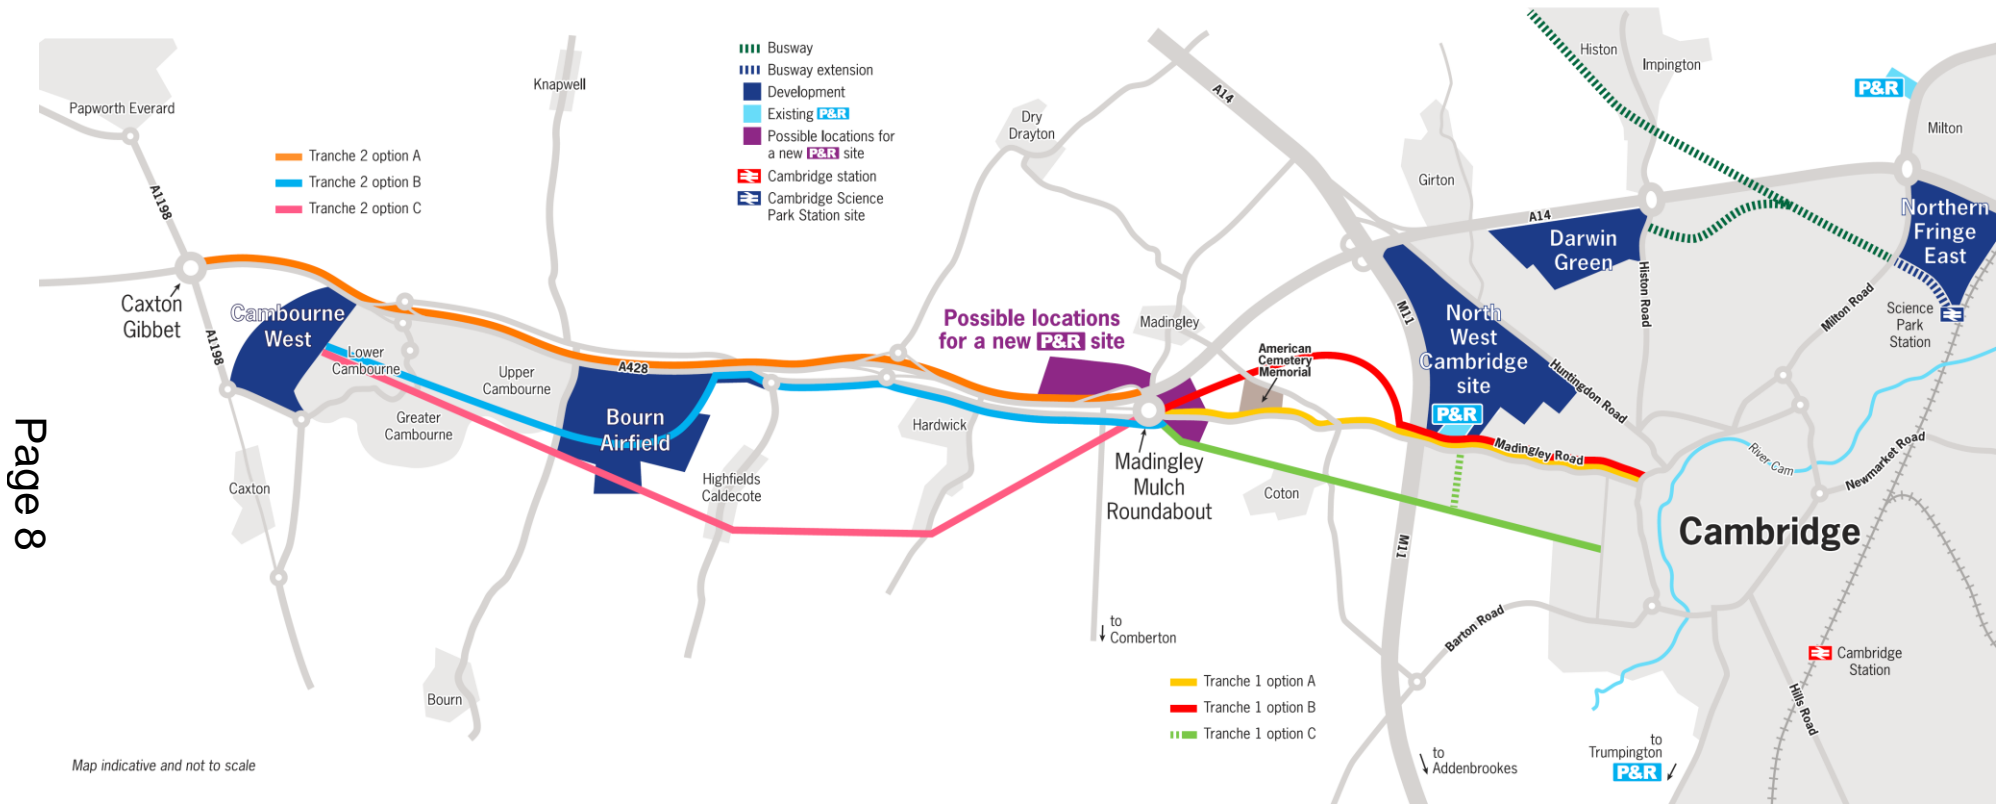 Papworth Everard
Knapwell
A1198
Caxton
Gibbet
A1198
Cambourne
West
Lower
Cambourne
Upper
Cambourne
Greater
Cambourne
Caxton
Bourn
A428
Bourn
Airfield
Highfields
Caldecote
Hardwick
Tranche 2 option A
Tranche 2 option B
Tranche 2 option C
Busway
Busway extension
Development
Existing P&R
Possible locations for
a new P&R site
Cambridge station
Cambridge Science
Park Station site
Dry
Drayton
A14
Madingley
Possible locations
for a new P&R site
American
Cemetery
Memorial
Madingley
Mulch
Roundabout
Coton
to
Comberton
Girton
A14
M11
M11
North
West
Cambridge
site
P&R
Madingley Road
Huntingdon Road
Darwin
Green
Histon Road
Histon
Impington
P&R
Milton
Northern
Fringe
East
Milton Road
Science
Park
Station
River Cam
Newmarket Road
Cambridge
Barton Road
Cambridge
Station
Hills Road
to
Trumpington
P&R
to
Addenbrookes
Tranche 1 option A
Tranche 1 option B
Tranche 1 option C
Map indicative and not to scale
Page 8